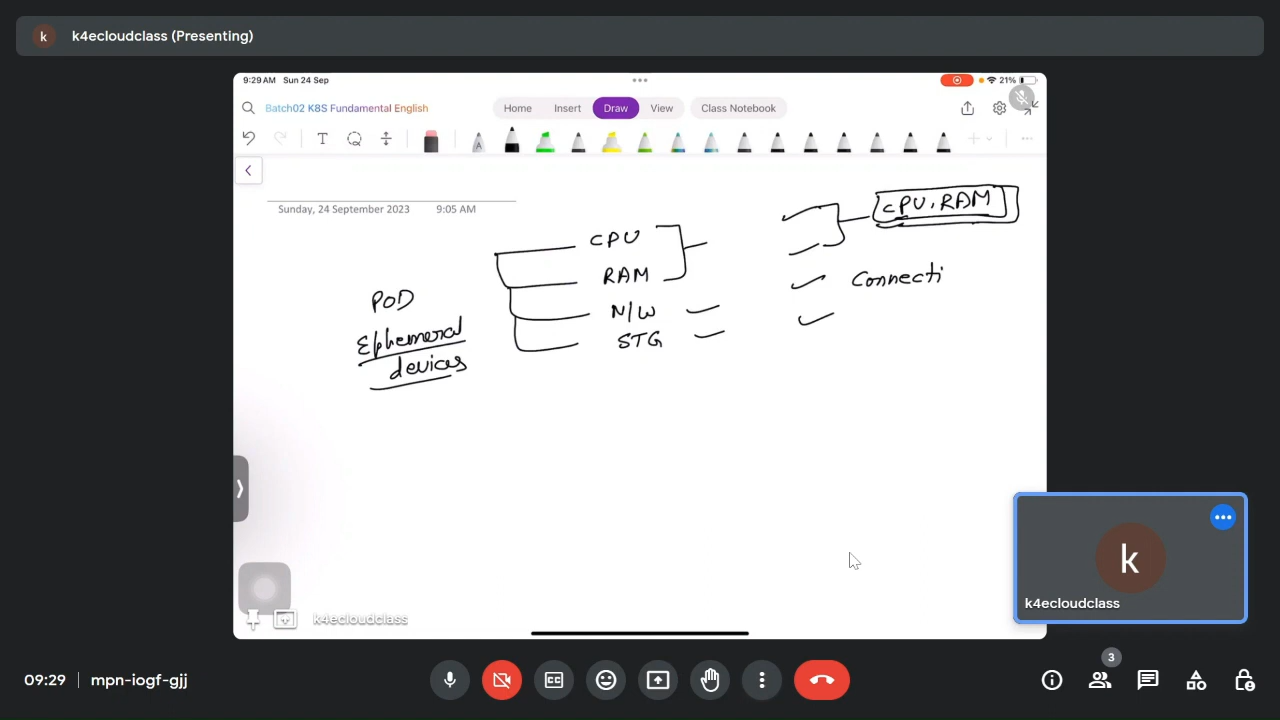 k
k4ecloudclass (Presenting)
9:29 AM Sun 24 Sep
21%
Batch02 K8S Fundamental English
Home Insert Draw View Class Notebook
T
A
Sunday, 24 September 2023 9:05 AM
CPU, RAM
CPU
RAM
Connecti
POD
N/W
Ephemeral
STG
devices
k
k4ecloudclass
k4ecloudclass
09:29 mpn-iogf-gjj
CC
3